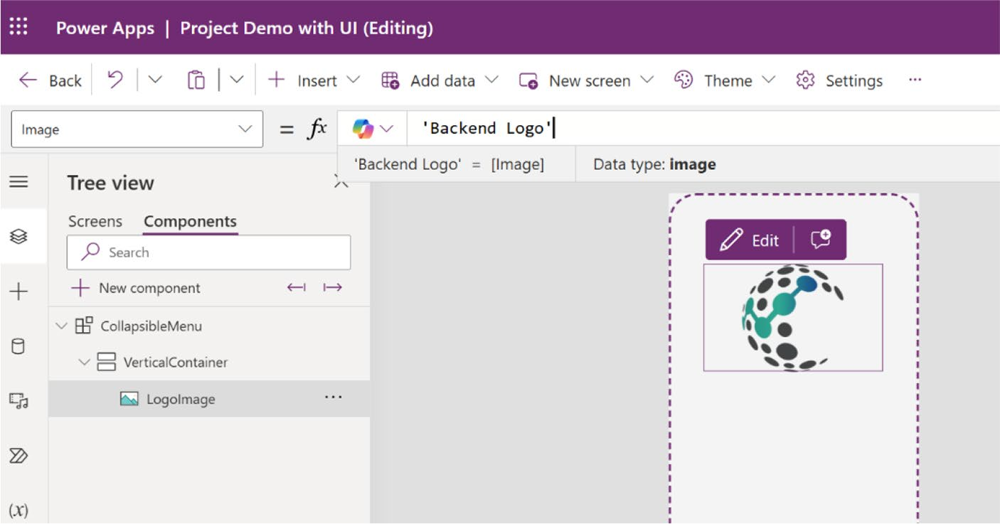 Power Apps | Project Demo with UI (Editing)
Back Insert Add data New screen Theme Settings ...
Image = fx 'Backend Logo'
'Backend Logo' = [Image] Data type: image
Tree view
Screens Components
Search
New component
CollapsibleMenu
VerticalContainer
LogoImage ...
Edit
(x)